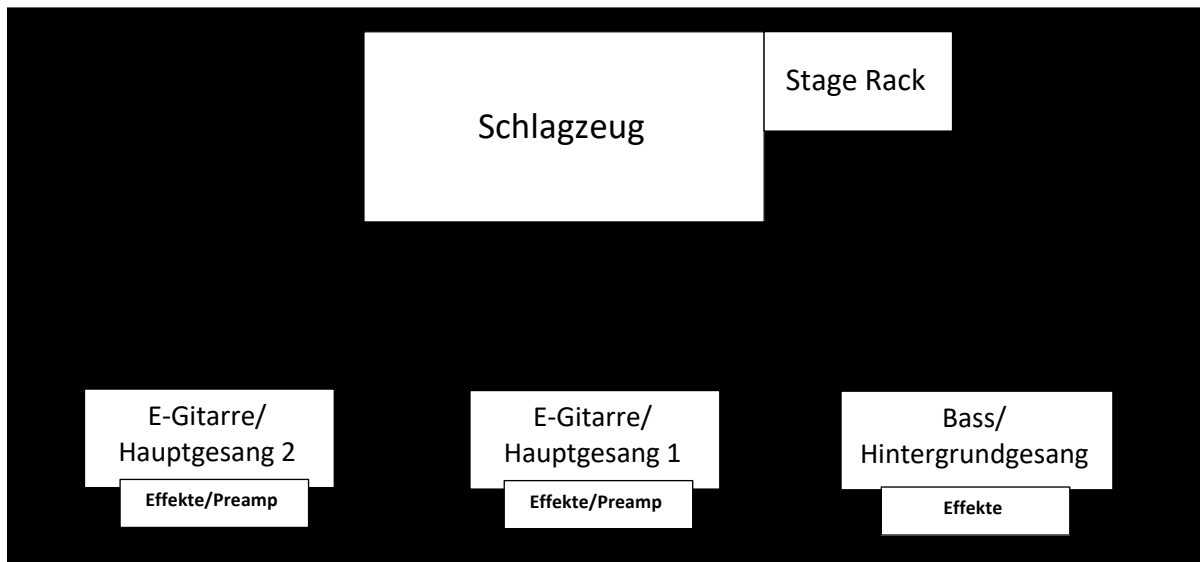 Schlagzeug
Stage Rack
E-Gitarre/
Hauptgesang 2
Effekte/Preamp
E-Gitarre/
Hauptgesang 1
Effekte/Preamp
Bass/
Hintergrundgesang
Effekte